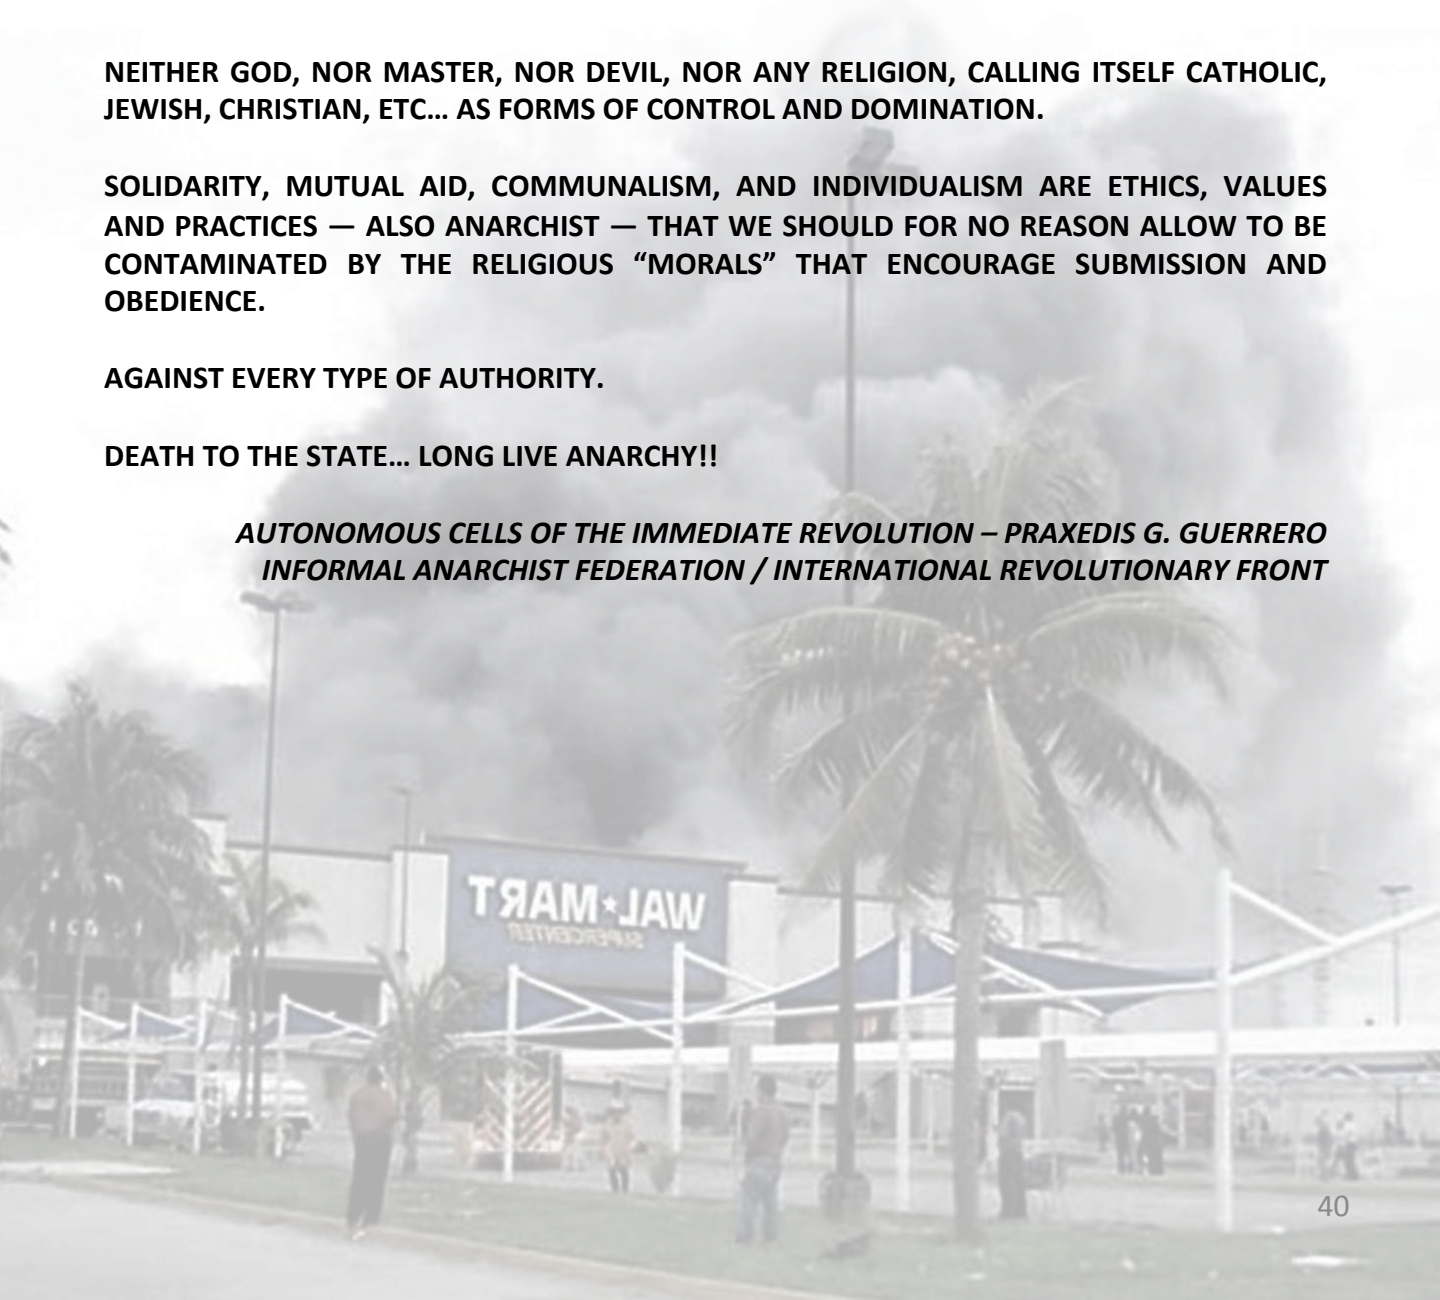 NEITHER GOD, NOR MASTER, NOR DEVIL, NOR ANY RELIGION, CALLING ITSELF CATHOLIC,
JEWISH, CHRISTIAN, ETC… AS FORMS OF CONTROL AND DOMINATION.
SOLIDARITY, MUTUAL AID, COMMUNALISM, AND INDIVIDUALISM ARE ETHICS, VALUES
AND PRACTICES — ALSO ANARCHIST — THAT WE SHOULD FOR NO REASON ALLOW TO BE
CONTAMINATED BY THE RELIGIOUS “MORALS” THAT ENCOURAGE SUBMISSION AND
OBEDIENCE.
AGAINST EVERY TYPE OF AUTHORITY.
DEATH TO THE STATE… LONG LIVE ANARCHY!!
AUTONOMOUS CELLS OF THE IMMEDIATE REVOLUTION – PRAXEDIS G. GUERRERO
INFORMAL ANARCHIST FEDERATION / INTERNATIONAL REVOLUTIONARY FRONT
WAL★MART
SUPERCENTER
40